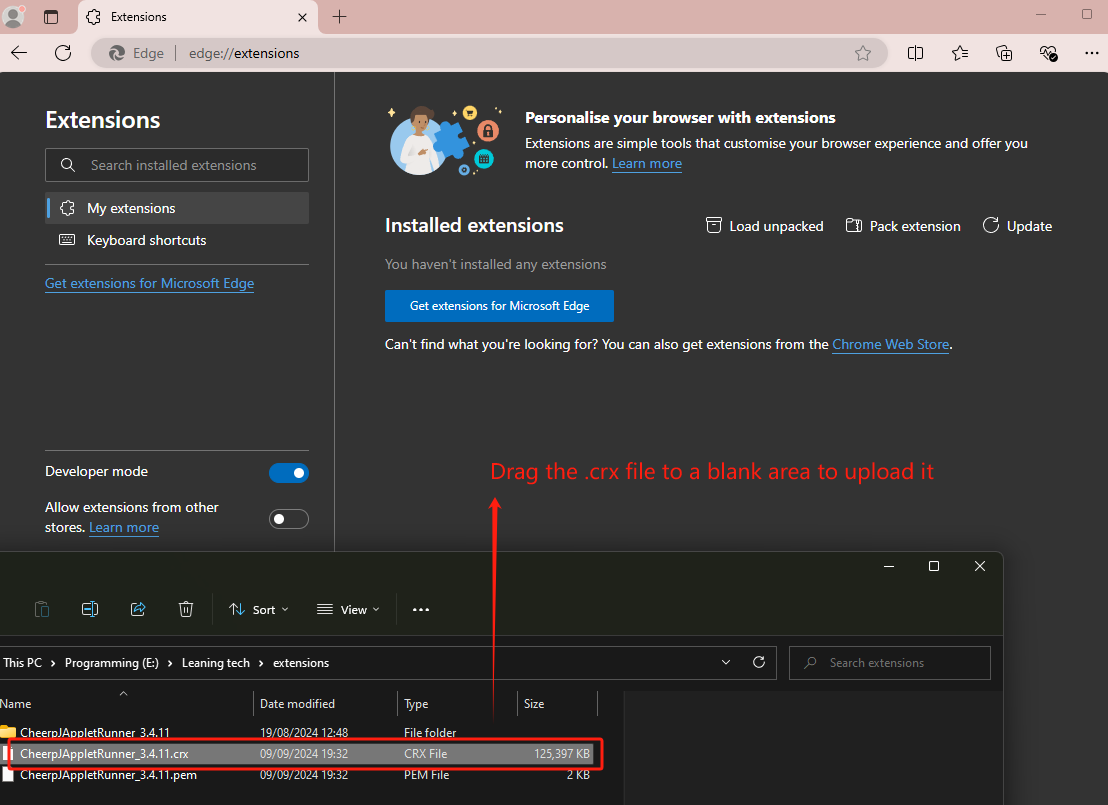 Extensions
Edge
edge://extensions
Extensions
Search installed extensions
My extensions
Keyboard shortcuts
Get extensions for Microsoft Edge
Personalise your browser with extensions
Extensions are simple tools that customise your browser experience and offer you
more control. Learn more
Installed extensions
Load unpacked
Pack extension
Update
You haven't installed any extensions
Get extensions for Microsoft Edge
Can't find what you're looking for? You can also get extensions from the Chrome Web Store.
Developer mode
Allow extensions from other
stores. Learn more
Drag the .crx file to a blank area to upload it
Sort
View
This PC > Programming (E:) > Leaning tech > extensions
Search extensions
Name Date modified Type Size
CheerpJAppletRunner_3.4.11 19/08/2024 12:48 File folder
CheerpJAppletRunner_3.4.11.crx 09/09/2024 19:32 CRX File 125,397 KB
CheerpJAppletRunner_3.4.11.pem 09/09/2024 19:32 PEM File 2 KB